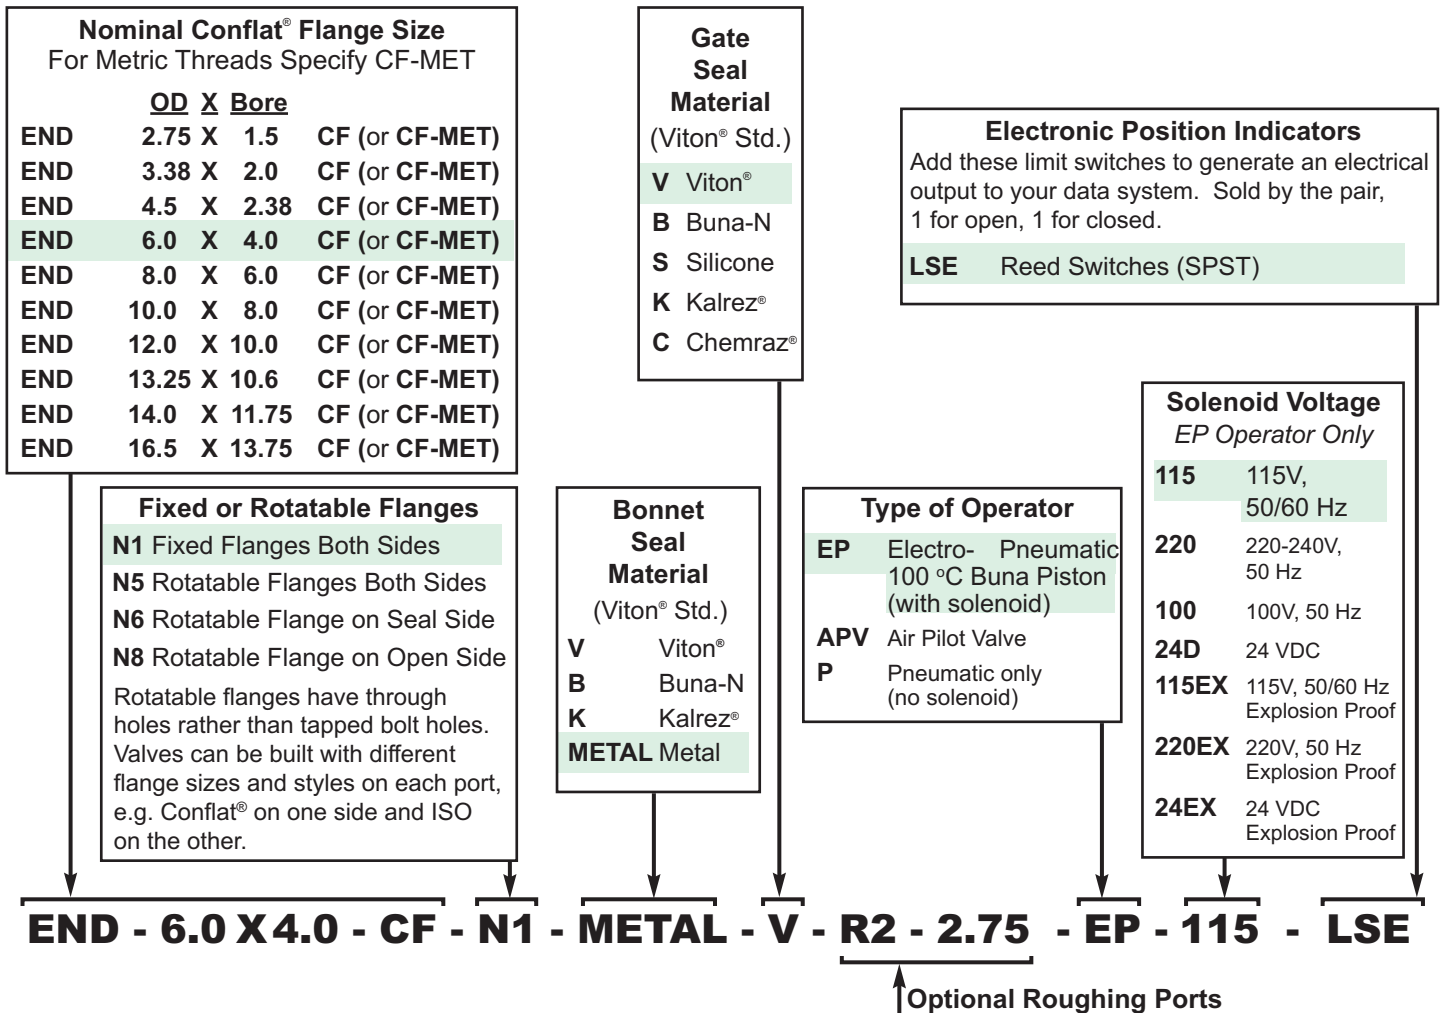 Nominal Conflat® Flange Size
For Metric Threads Specify CF-MET
OD X Bore
END 2.75 X 1.5 CF (or CF-MET)
END 3.38 X 2.0 CF (or CF-MET)
END 4.5 X 2.38 CF (or CF-MET)
END 6.0 X 4.0 CF (or CF-MET)
END 8.0 X 6.0 CF (or CF-MET)
END 10.0 X 8.0 CF (or CF-MET)
END 12.0 X 10.0 CF (or CF-MET)
END 13.25 X 10.6 CF (or CF-MET)
END 14.0 X 11.75 CF (or CF-MET)
END 16.5 X 13.75 CF (or CF-MET)
Gate
Seal
Material
(Viton® Std.)
V Viton®
B Buna-N
S Silicone
K Kalrez®
C Chemraz®
Electronic Position Indicators
Add these limit switches to generate an electrical
output to your data system. Sold by the pair,
1 for open, 1 for closed.
LSE Reed Switches (SPST)
Fixed or Rotatable Flanges
N1 Fixed Flanges Both Sides
N5 Rotatable Flanges Both Sides
N6 Rotatable Flange on Seal Side
N8 Rotatable Flange on Open Side
Rotatable flanges have through
holes rather than tapped bolt holes.
Valves can be built with different
flange sizes and styles on each port,
e.g. Conflat® on one side and ISO
on the other.
Bonnet
Seal
Material
(Viton® Std.)
V Viton®
B Buna-N
K Kalrez®
METAL Metal
Type of Operator
EP Electro- Pneumatic
100 ºC Buna Piston
(with solenoid)
APV Air Pilot Valve
P Pneumatic only
(no solenoid)
Solenoid Voltage
EP Operator Only
115 115V,
50/60 Hz
220 220-240V,
50 Hz
100 100V, 50 Hz
24D 24 VDC
115EX 115V, 50/60 Hz
Explosion Proof
220EX 220V, 50 Hz
Explosion Proof
24EX 24 VDC
Explosion Proof
END - 6.0 X 4.0 - CF - N1 - METAL - V - R2 - 2.75 - EP - 115 - LSE
Optional Roughing Ports